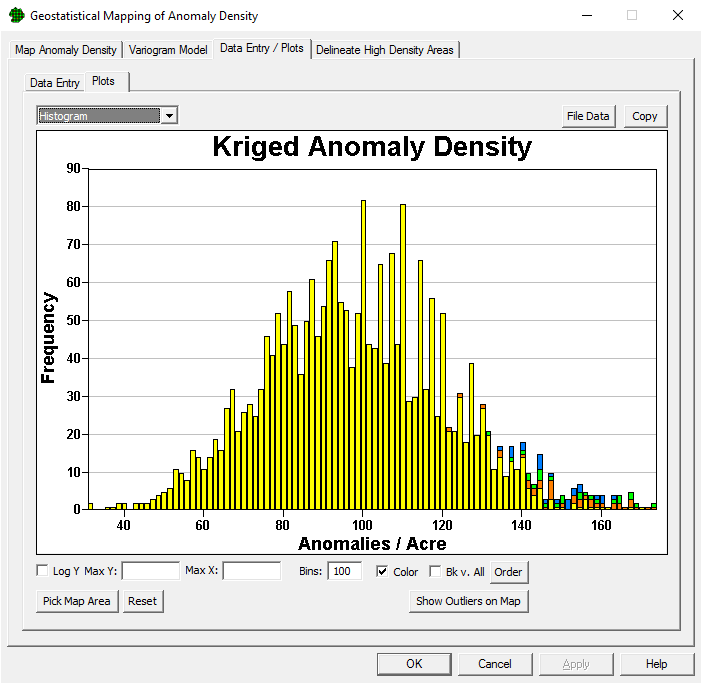 Geostatistical Mapping of Anomaly Density
Map Anomaly Density Variogram Model Data Entry / Plots Delineate High Density Areas
Data Entry Plots
Histogram File Data Copy
Kriged Anomaly Density
90
80
70
60
50
40
30
20
10
0
Frequency
40 60 80 100 120 140 160
Anomalies / Acre
Log Y Max Y: Max X: Bins: 100 Color Bk v. All Order
Pick Map Area Reset Show Outliers on Map
OK Cancel Apply Help